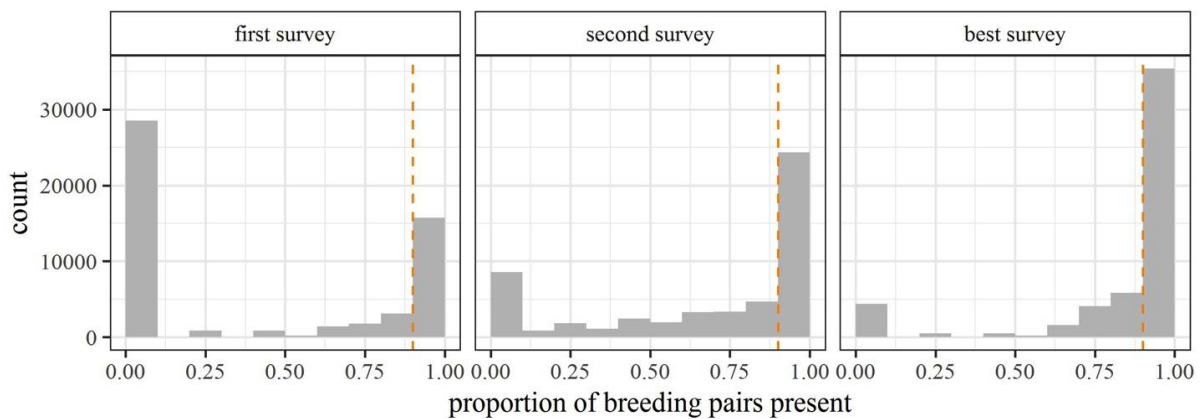 first survey
second survey
best survey
count
30000
20000
10000
0
0.00 0.25 0.50 0.75 1.00
0.00 0.25 0.50 0.75 1.00
0.00 0.25 0.50 0.75 1.00
proportion of breeding pairs present